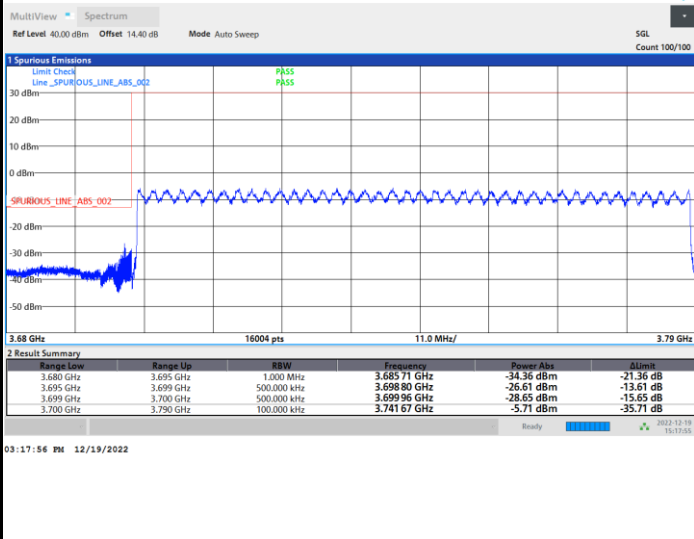 MultiView Spectrum
Ref Level 40.00 dBm Offset 14.40 dB Mode Auto Sweep SGL
Count 100/100
1 Spurious Emissions
Limit Check PASS
Line _SPURIOUS_LINE_ABS_002 PASS
30 dBm
20 dBm
10 dBm
0 dBm
_SPURIOUS_LINE_ABS_002
-20 dBm
-30 dBm
-40 dBm
-50 dBm
3.68 GHz 16004 pts 11.0 MHz/ 3.79 GHz
2 Result Summary
Range Low Range Up RBW Frequency Power Abs ΔLimit
3.680 GHz 3.695 GHz 1.000 MHz 3.685 71 GHz -34.36 dBm -21.36 dB
3.695 GHz 3.699 GHz 500.000 kHz 3.698 80 GHz -26.61 dBm -13.61 dB
3.699 GHz 3.700 GHz 500.000 kHz 3.699 96 GHz -28.65 dBm -15.65 dB
3.700 GHz 3.790 GHz 100.000 kHz 3.741 67 GHz -5.71 dBm -35.71 dB
Ready 2022-12-19
15:17:55
03:17:56 PM 12/19/2022